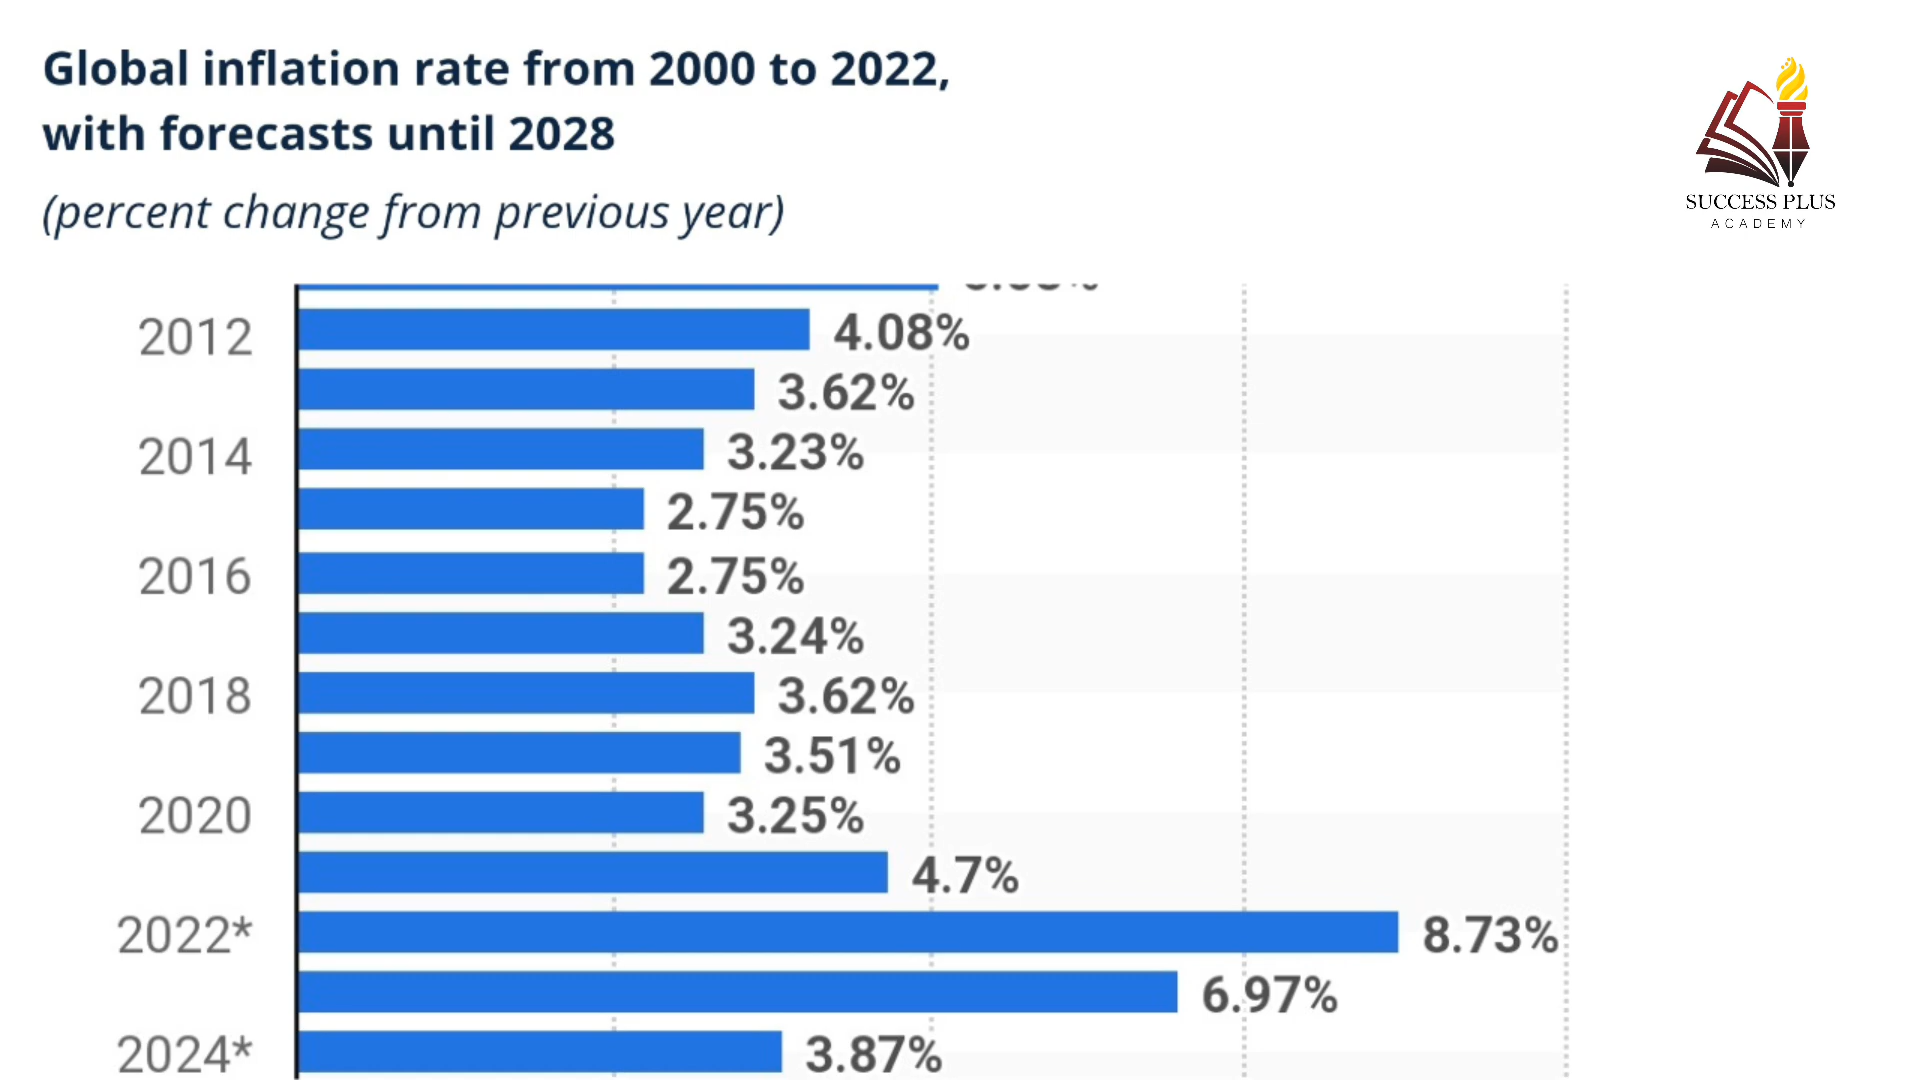 Global inflation rate from 2000 to 2022,
with forecasts until 2028
(percent change from previous year)
SUCCESS PLUS
ACADEMY
2012 4.08%
3.62%
2014 3.23%
2.75%
2016 2.75%
3.24%
2018 3.62%
3.51%
2020 3.25%
4.7%
2022* 8.73%
6.97%
2024* 3.87%